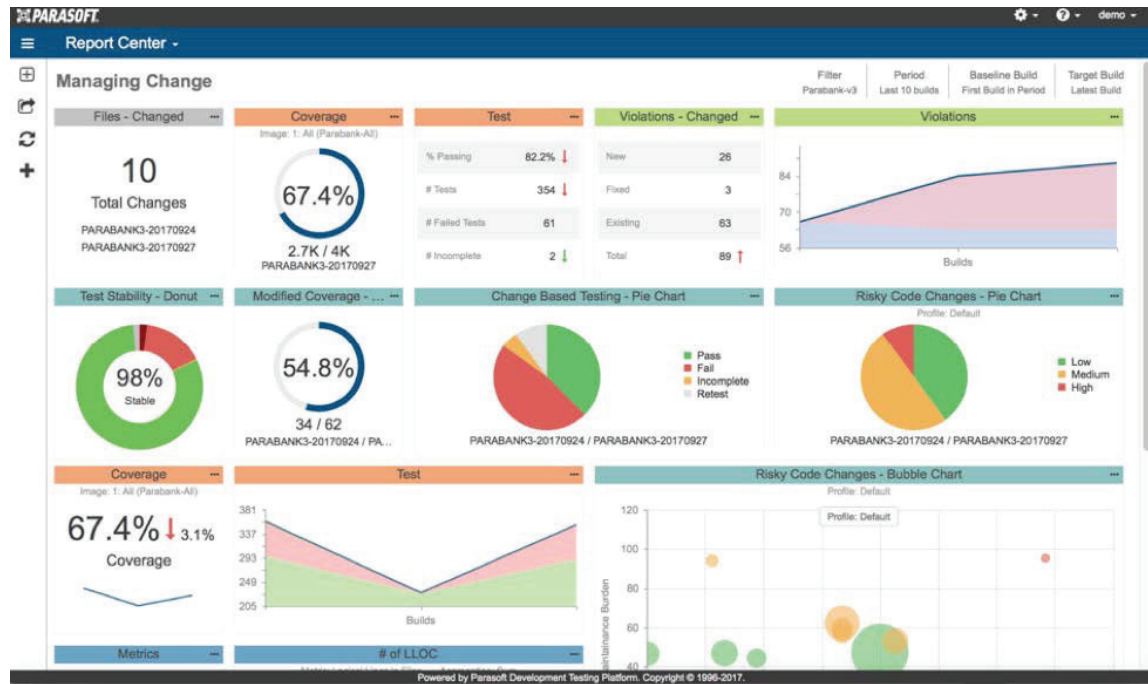 PARASOFT.
demo
Report Center
Managing Change
Filter
Parabank-v3
Period
Last 10 builds
Baseline Build
First Build in Period
Target Build
Latest Build
Files - Changed
10
Total Changes
PARABANK3-20170924
PARABANK3-20170927
Coverage
Image: 1: All (Parabank-All)
67.4%
2.7K / 4K
PARABANK3-20170927
Test
% Passing 82.2%
# Tests 354
# Failed Tests 61
# Incomplete 2
Violations - Changed
New 26
Fixed 3
Existing 63
Total 89
Violations
84
70
56
Builds
Test Stability - Donut
98%
Stable
Modified Coverage - ...
54.8%
34 / 62
PARABANK3-20170924 / PA...
Change Based Testing - Pie Chart
Pass
Fail
Incomplete
Retest
PARABANK3-20170924 / PARABANK3-20170927
Risky Code Changes - Pie Chart
Profile: Default
Low
Medium
High
PARABANK3-20170924 / PARABANK3-20170927
Coverage
Image: 1: All (Parabank-All)
67.4% 3.1%
Coverage
Test
381
337
293
249
205
Builds
Risky Code Changes - Bubble Chart
Profile: Default
Profile: Default
120
100
80
60
40
Maintainance Burden
Metrics
# of LLOC
Powered by Parasoft Development Testing Platform. Copyright © 1996-2017.